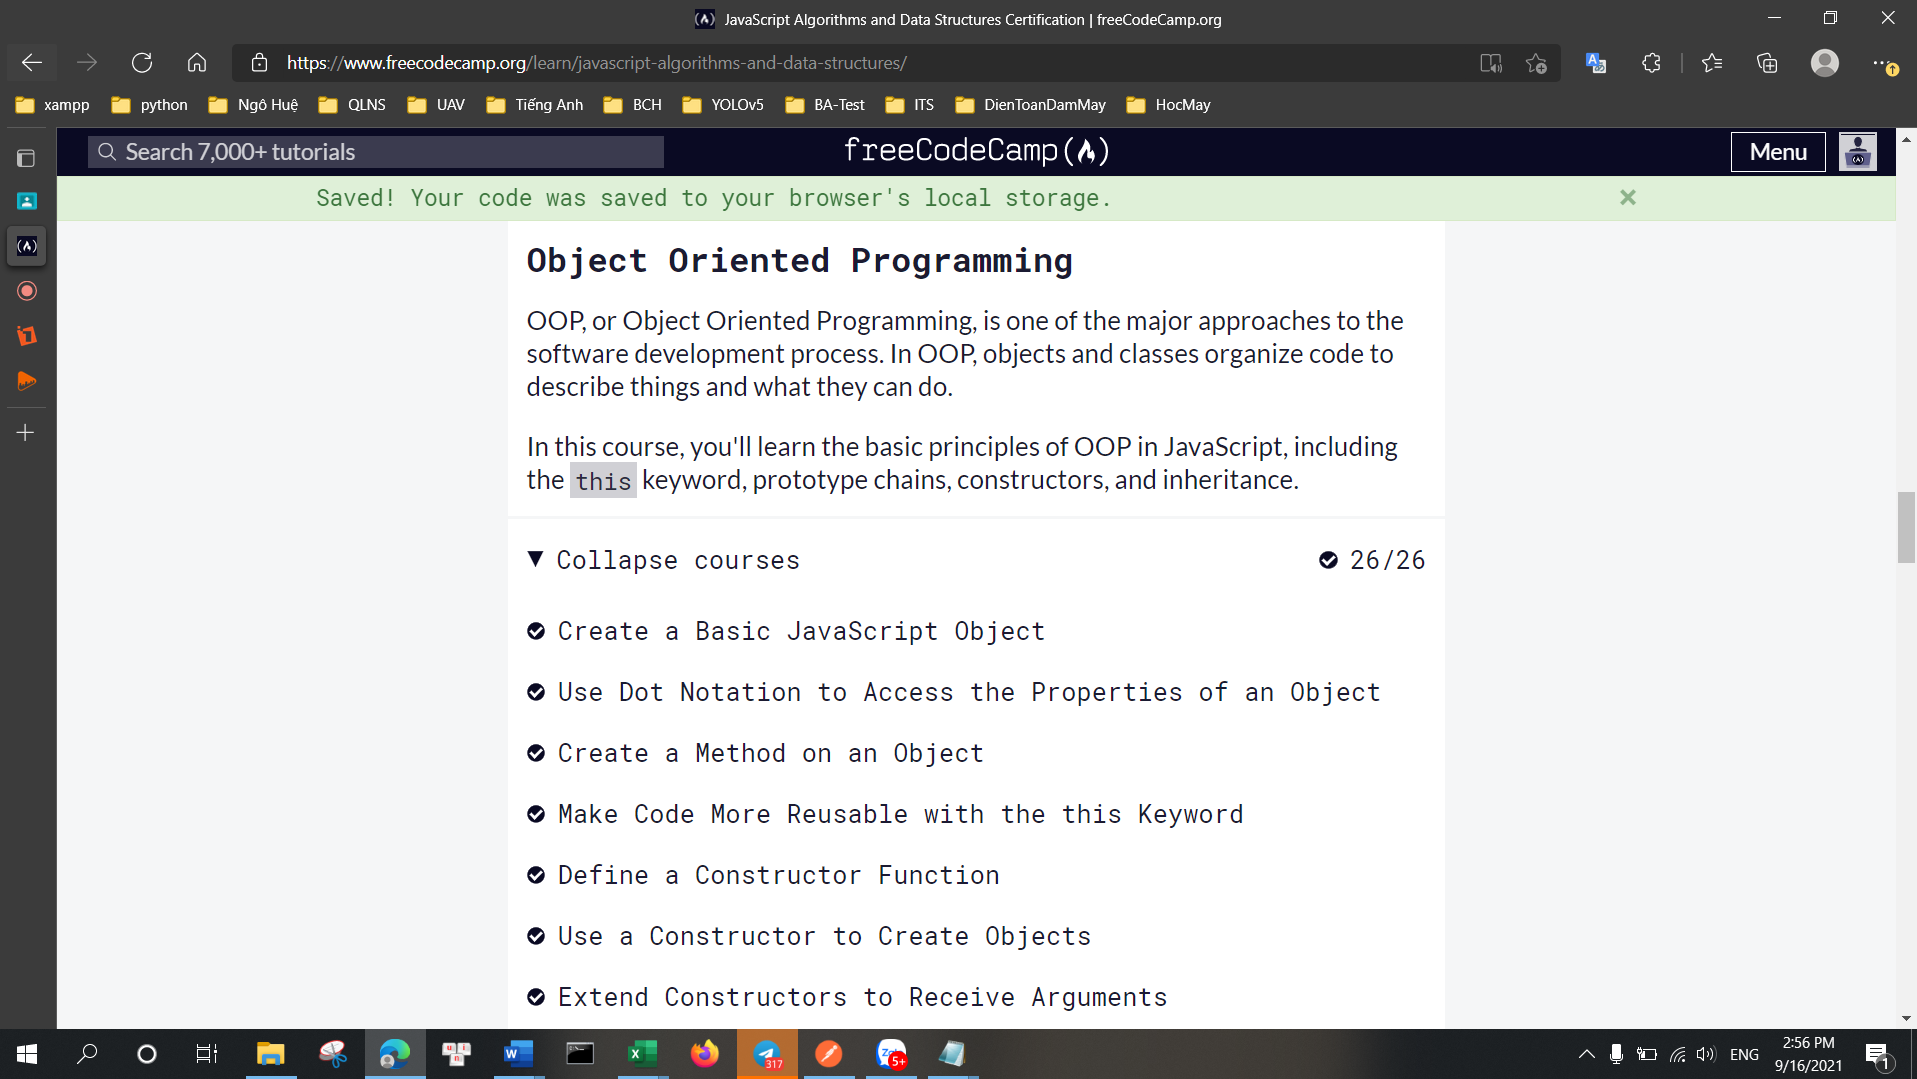 JavaScript Algorithms and Data Structures Certification | freeCodeCamp.org
https://www.freecodecamp.org/learn/javascript-algorithms-and-data-structures/
xampp python Ngô Huệ QLNS UAV Tiếng Anh BCH YOLOv5 BA-Test ITS DienToanDamMay HocMay
Search 7,000+ tutorials
freeCodeCamp
Menu
Saved! Your code was saved to your browser's local storage.
Object Oriented Programming
OOP, or Object Oriented Programming, is one of the major approaches to the
software development process. In OOP, objects and classes organize code to
describe things and what they can do.
In this course, you'll learn the basic principles of OOP in JavaScript, including
the this keyword, prototype chains, constructors, and inheritance.
Collapse courses 26/26
Create a Basic JavaScript Object
Use Dot Notation to Access the Properties of an Object
Create a Method on an Object
Make Code More Reusable with the this Keyword
Define a Constructor Function
Use a Constructor to Create Objects
Extend Constructors to Receive Arguments
317
5+
ENG
2:56 PM
9/16/2021
1